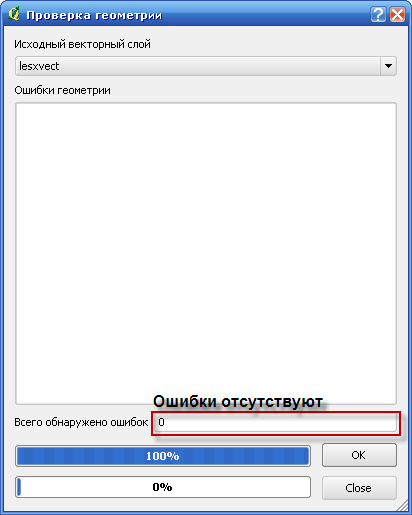 Проверка геометрии
Исходный векторный слой
lesxvect
Ошибки геометрии
Ошибки отсутствуют
Всего обнаружено ошибок 0
100% OK
0% Close